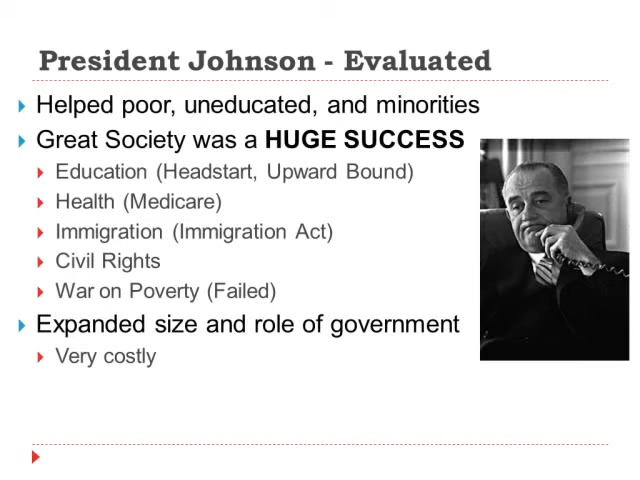 President Johnson - Evaluated
Helped poor, uneducated, and minorities
Great Society was a HUGE SUCCESS
Education (Headstart, Upward Bound)
Health (Medicare)
Immigration (Immigration Act)
Civil Rights
War on Poverty (Failed)
Expanded size and role of government
Very costly